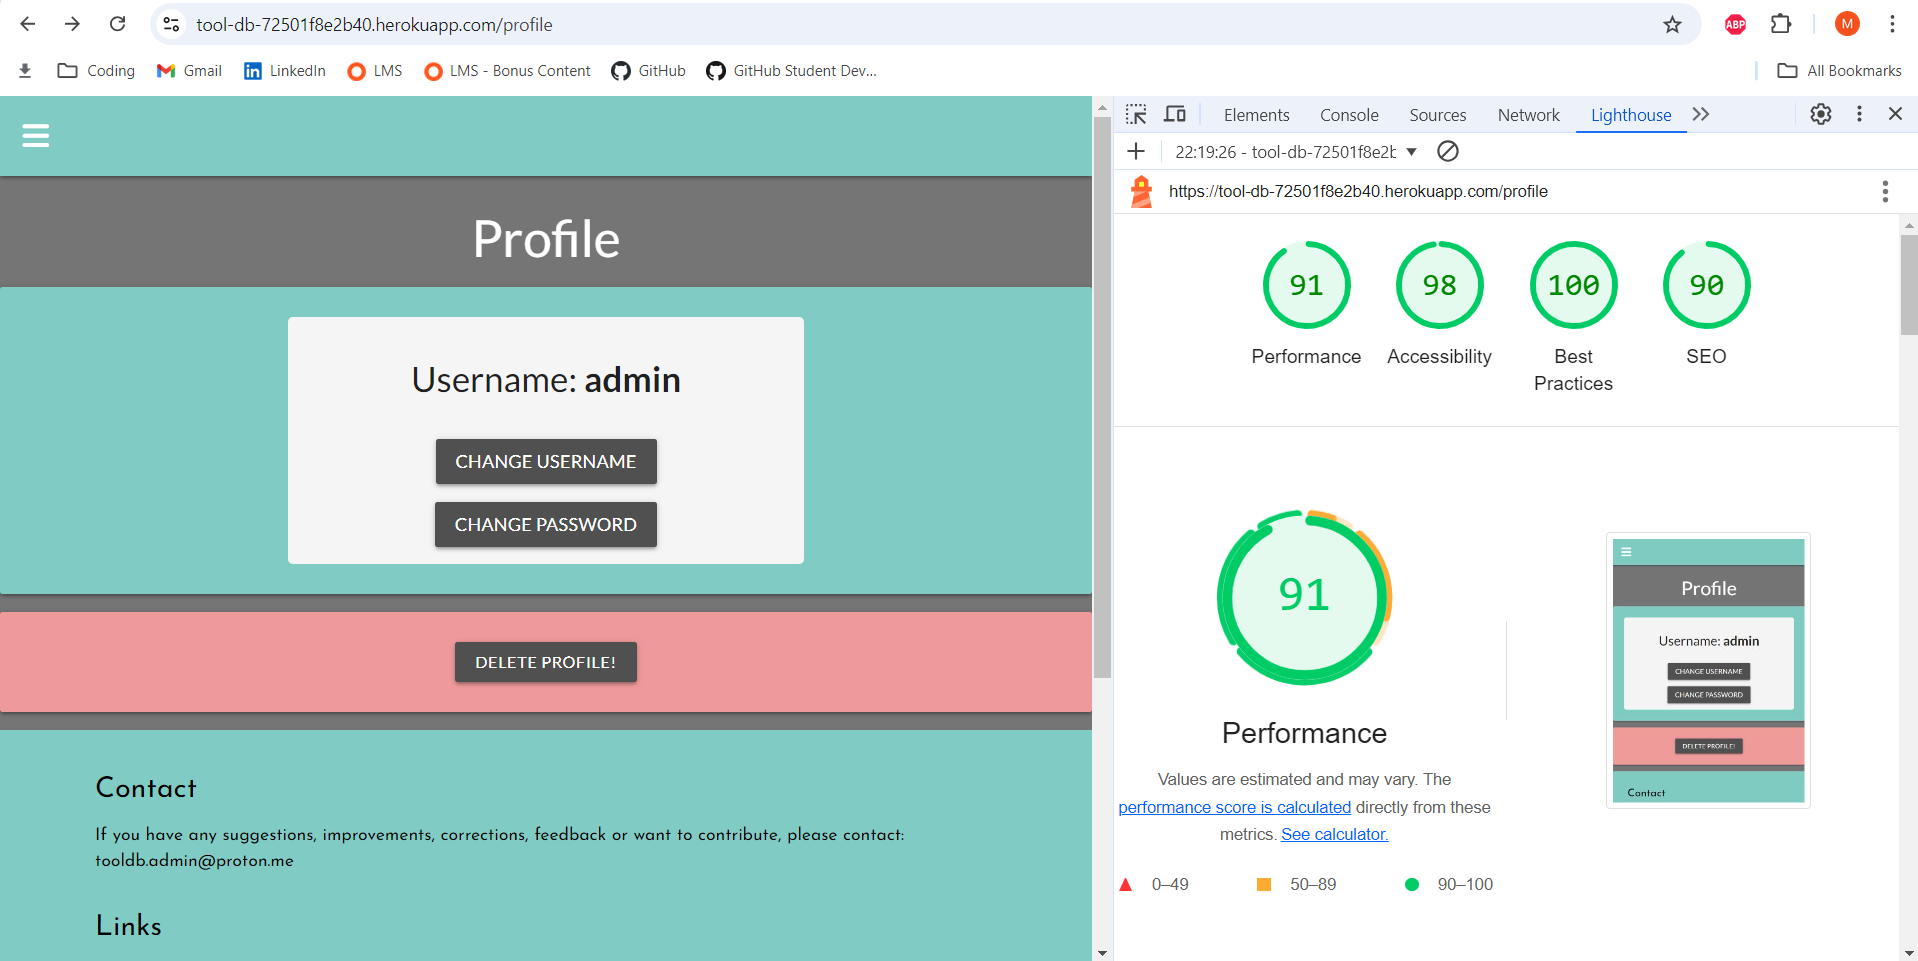 tool-db-72501f8e2b40.herokuapp.com/profile
ABP
M
Coding
Gmail
LinkedIn
LMS
LMS - Bonus Content
GitHub
GitHub Student Dev...
All Bookmarks
Profile
Username: admin
CHANGE USERNAME
CHANGE PASSWORD
DELETE PROFILE!
Contact
If you have any suggestions, improvements, corrections, feedback or want to contribute, please contact:
tooldb.admin@proton.me
Links
Elements Console Sources Network Lighthouse
22:19:26 - tool-db-72501f8e2b
https://tool-db-72501f8e2b40.herokuapp.com/profile
91 98 100 90
Performance Accessibility Best Practices SEO
91
Performance
Values are estimated and may vary. The
performance score is calculated directly from these
metrics. See calculator.
0–49 50–89 90–100
Profile
Username: admin
CHANGE USERNAME
CHANGE PASSWORD
DELETE PROFILE!
Contact